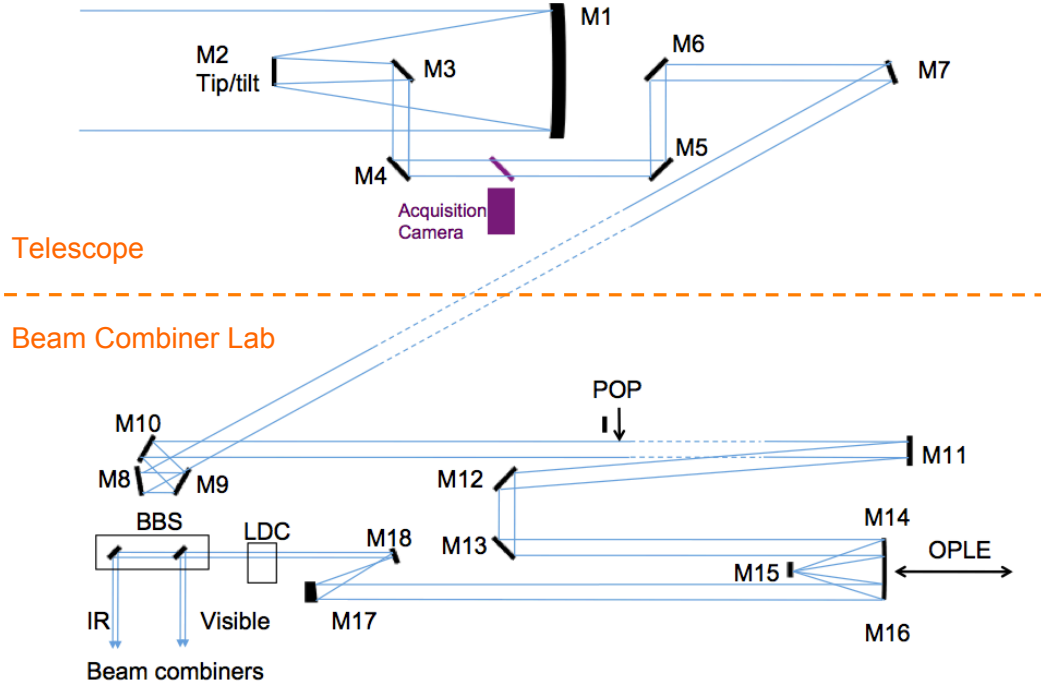 M1
M2
Tip/tilt
M3
M6
M7
M4
M5
Acquisition
Camera
Telescope
Beam Combiner Lab
POP
M10
M8
M9
M12
M11
BBS
LDC
M18
M13
M14
M15
OPLE
IR
Visible
M17
M16
Beam combiners